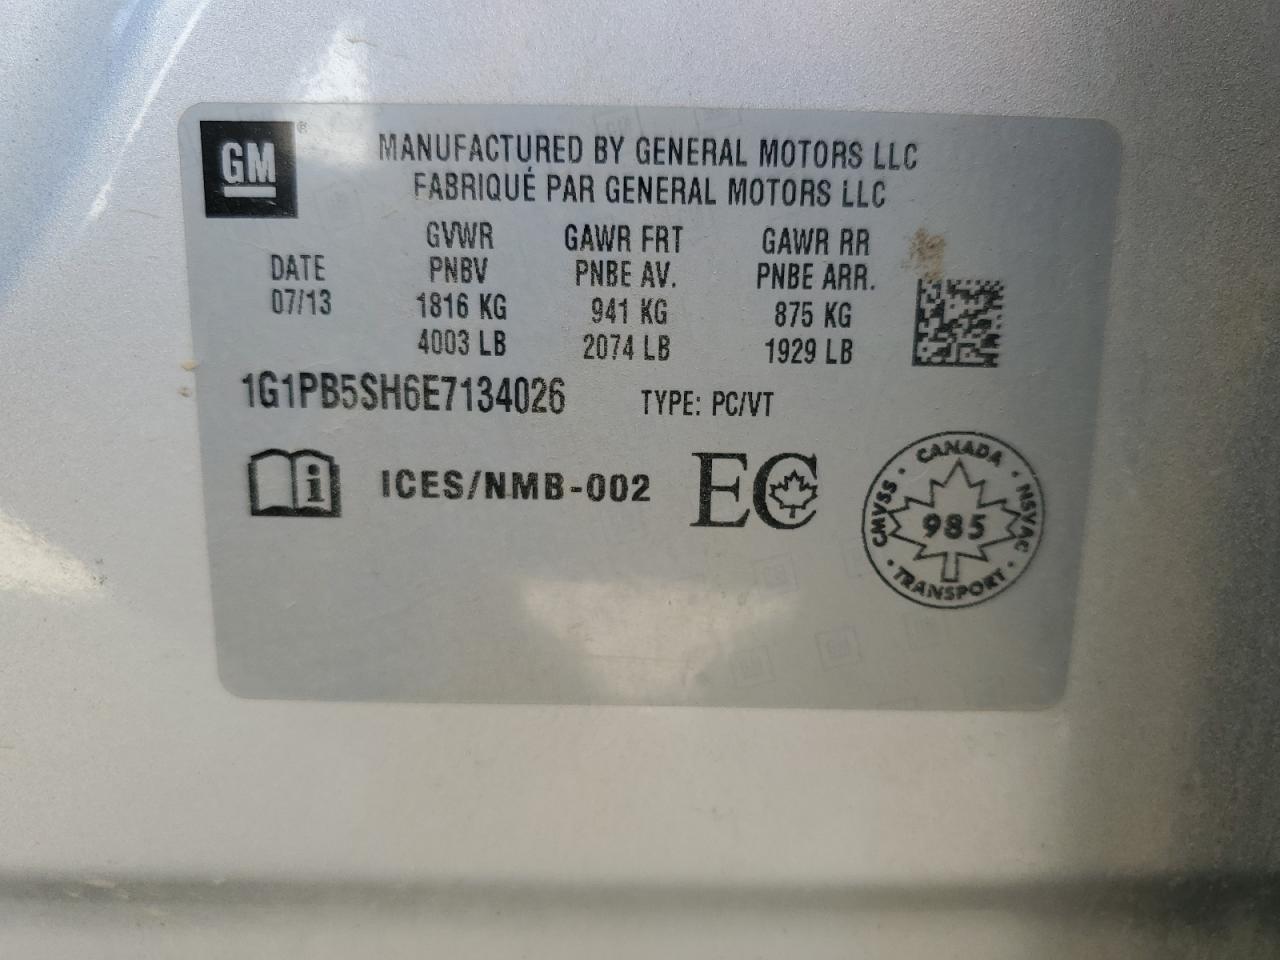 GM ®
MANUFACTURED BY GENERAL MOTORS LLC
FABRIQUÉ PAR GENERAL MOTORS LLC
GVWR GAWR FRT GAWR RR
DATE PNBV PNBE AV. PNBE ARR.
07/13 1816 KG 941 KG 875 KG
4003 LB 2074 LB 1929 LB
1G1PB5SH6E7134026 TYPE: PC/VT
i ICES/NMB-002 EC
CANADA
CMVSS · NSVAC
985
TRANSPORT